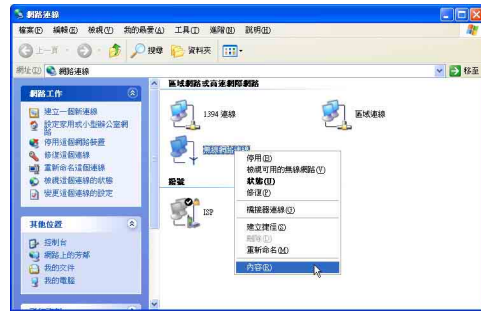 網路連線
檔案(F) 編輯(E) 檢視(V) 我的最愛(A) 工具(T) 進階(N) 說明(H)
上一頁 搜尋 資料夾
網址(D) 網路連線 移至
網路工作
建立一個新連線
設定家用或小型辦公室網
路
停用這個網路裝置
修復這個連線
重新命名這個連線
檢視這個連線的狀態
變更這個連線的設定
其他位置
控制台
網路上的芳鄰
我的文件
我的電腦
區域網路或高速網際網路
1394 連線
區域連線
無線網路連線
撥號
ISP
停用(B)
檢視可用的無線網路(V)
狀態(U)
修復(P)
橋接器連線(G)
建立捷徑(S)
刪除(D)
重新命名(M)
內容(R)